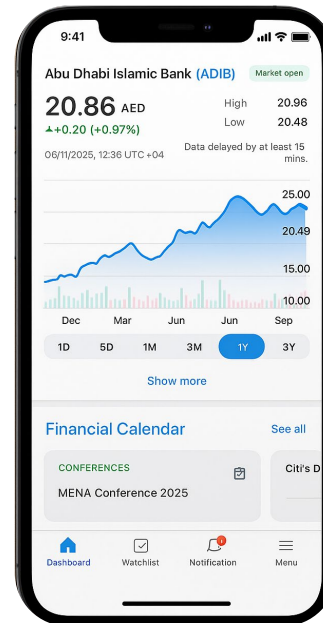 9:41
Abu Dhabi Islamic Bank (ADIB)
Market open
20.86 AED
+0.20 (+0.97%)
High 20.96
Low 20.48
06/11/2025, 12:36 UTC +04
Data delayed by at least 15
mins.
25.00
20.49
15.00
10.00
Dec Mar Jun Jun Sep
1D 5D 1M 3M 1Y 3Y
Show more
Financial Calendar
See all
CONFERENCES
MENA Conference 2025
Citi's D
Dashboard Watchlist Notification Menu